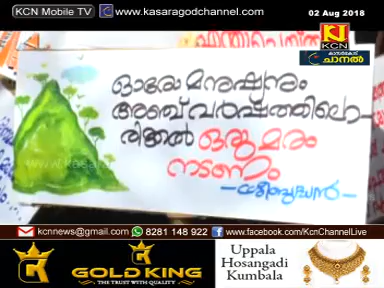 KCN Mobile TV
www.kasaragodchannel.com
02 Aug 2018
KCN
ചാനൽ
ഓരോ മനുഷ്യനും
അഞ്ച് വർഷത്തിലൊ-
രിക്കൽ ഒരു മരം
നടണം
-ശ്രീബുദ്ധൻ-
kcnnews@gmail.com
8281 148 922
www.facebook.com/KcnChannelLive
GOLD KING
THE TRUST WITH QUALITY
Uppala
Hosangadi
Kumbala